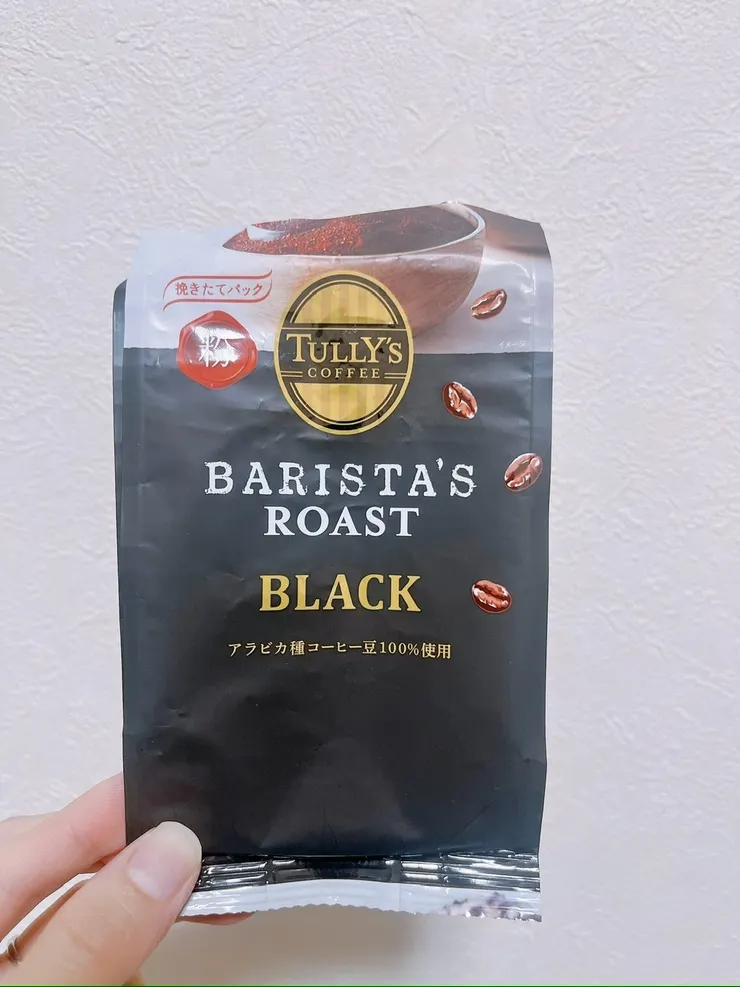 挽きたてパック
粉
TULLY'S
COFFEE
BARISTA'S
ROAST
BLACK
アラビカ種コーヒー豆100%使用